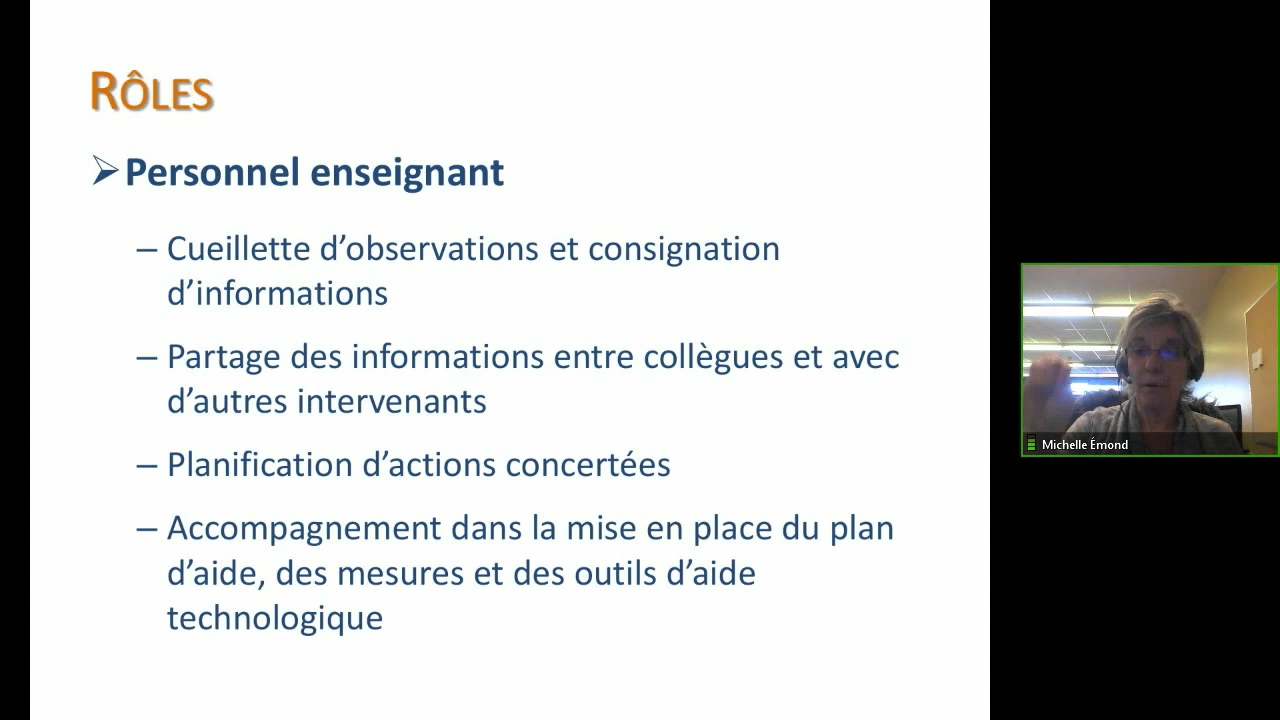 RÔLES
➢ Personnel enseignant
– Cueillette d’observations et consignation
d’informations
– Partage des informations entre collègues et avec
d’autres intervenants
– Planification d’actions concertées
– Accompagnement dans la mise en place du plan
d’aide, des mesures et des outils d’aide
technologique
Michelle Émond